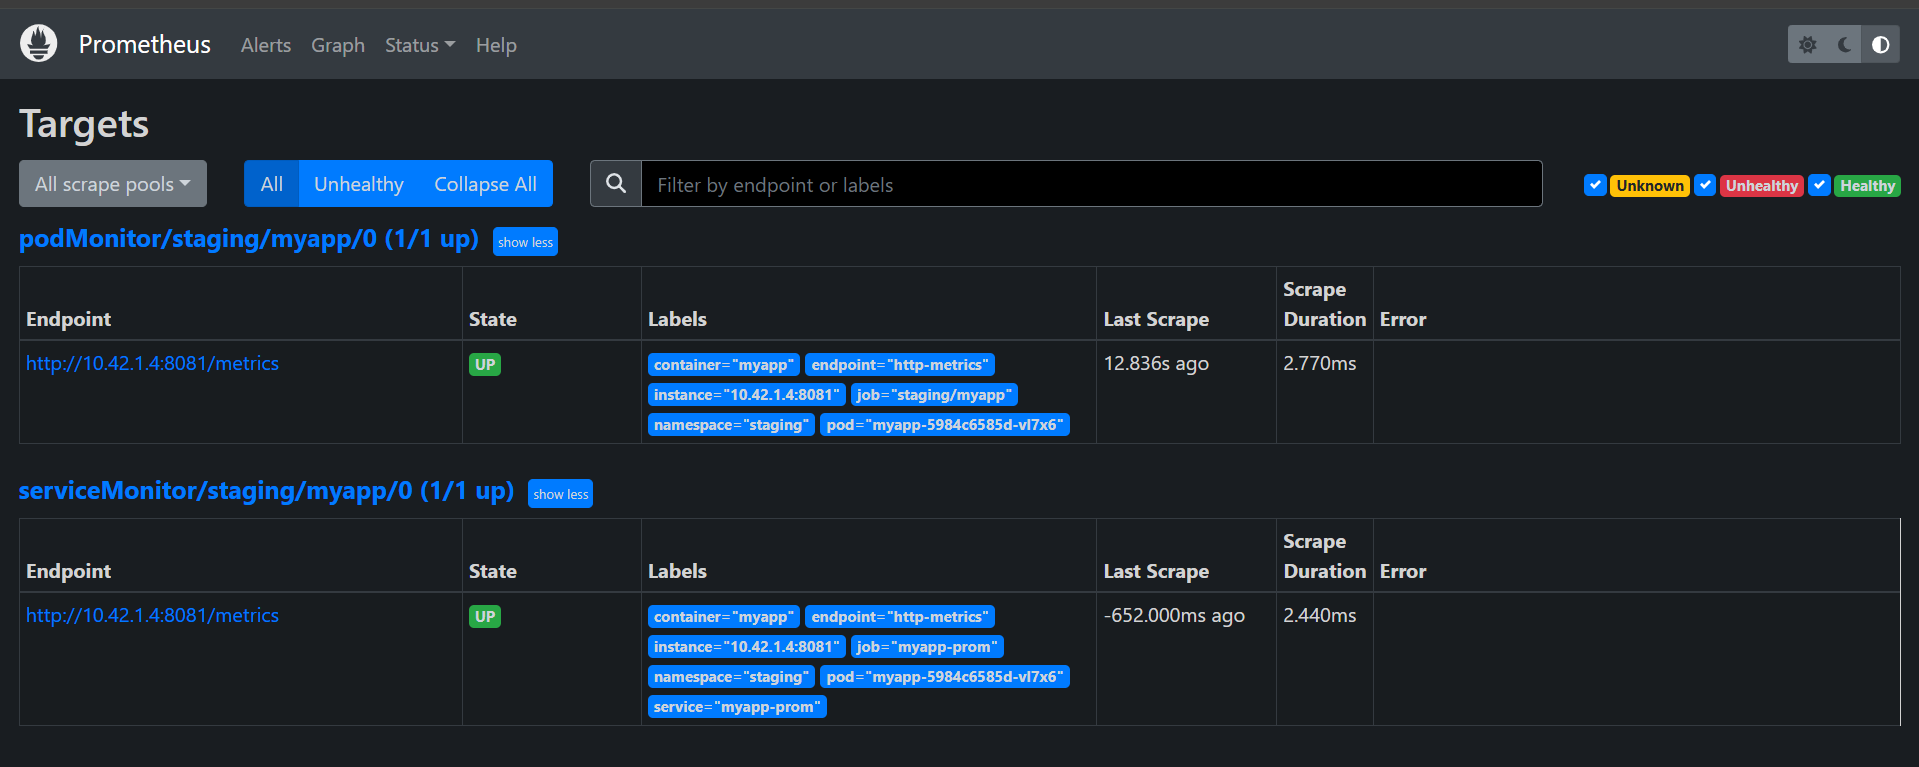 Prometheus Alerts Graph Status Help
Targets
All scrape pools All Unhealthy Collapse All Filter by endpoint or labels Unknown Unhealthy Healthy
podMonitor/staging/myapp/0 (1/1 up) show less
Endpoint State Labels Last Scrape Scrape Duration Error
http://10.42.1.4:8081/metrics UP container="myapp" endpoint="http-metrics" 12.836s ago 2.770ms
instance="10.42.1.4:8081" job="staging/myapp"
namespace="staging" pod="myapp-5984c6585d-vl7x6"
serviceMonitor/staging/myapp/0 (1/1 up) show less
Endpoint State Labels Last Scrape Scrape Duration Error
http://10.42.1.4:8081/metrics UP container="myapp" endpoint="http-metrics" -652.000ms ago 2.440ms
instance="10.42.1.4:8081" job="myapp-prom"
namespace="staging" pod="myapp-5984c6585d-vl7x6"
service="myapp-prom"